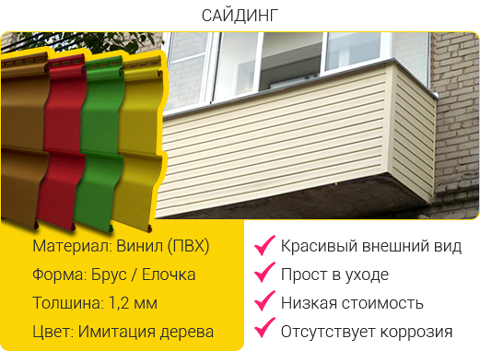 САЙДИНГ
Материал: Винил (ПВХ)
Форма: Брус / Елочка
Толщина: 1,2 мм
Цвет: Имитация дерева
Красивый внешний вид
Прост в уходе
Низкая стоимость
Отсутствует коррозия